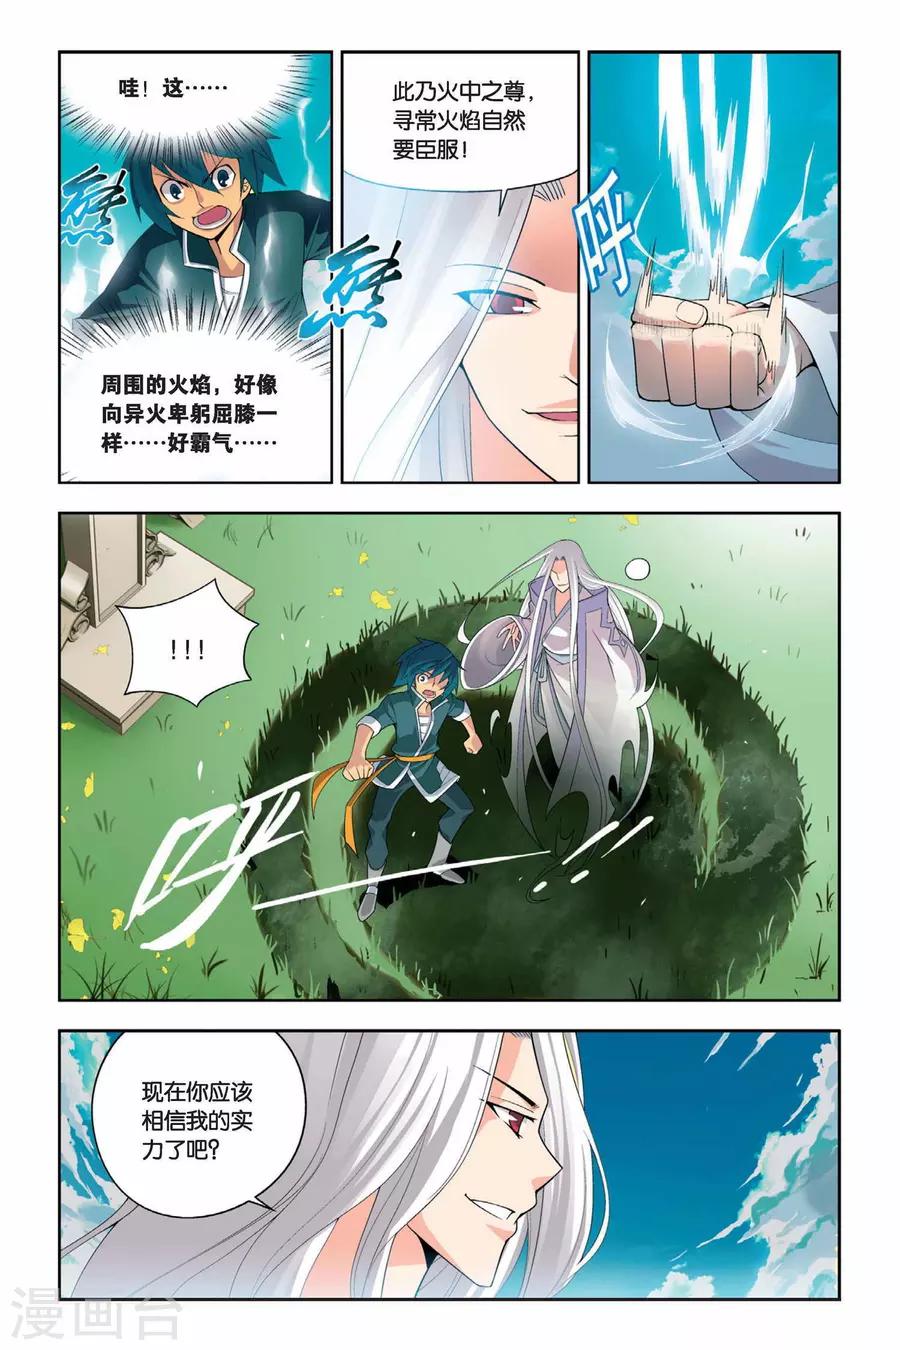 哇！这……
周围的火焰，好像
向异火卑躬屈膝一
样……好霸气……
此乃火中之尊，
寻常火焰自然
要臣服！
呼
！！！
现在你应该
相信我的实
力了吧？
漫画台